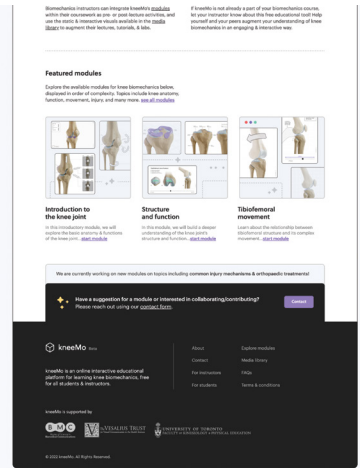 Biomechanics instructors can integrate kneeMo's modules
within their coursework as pre- or post-lecture activities, and
use the static & interactive visuals available in the media
library to augment their lectures, tutorials, & labs.
If kneeMo is not already a part of your biomechanics course,
let your instructor know about this free educational tool! Help
yourself and your peers augment your understanding of knee
biomechanics in an engaging & interactive way.
Featured modules
Explore the available modules for knee biomechanics below,
displayed in order of complexity. Topics include knee anatomy,
function, movement, injury, and many more. see all modules
Introduction to
the knee joint
In this introductory module, we will
explore the basic anatomy & functions
of the knee joint...start module
Structure
and function
In this module, we will build a deeper
understanding of the knee joint's
structure and function...start module
Tibiofemoral
movement
Learn about the relationship between
tibiofemoral structure and its complex
movement...start module
We are currently working on new modules on topics including common injury mechanisms & orthopaedic treatments!
Have a suggestion for a module or interested in collaborating/contributing?
Please reach out using our contact form.
Contact
kneeMo Beta
kneeMo is an online interactive educational
platform for learning knee biomechanics, free
for all students & instructors.
About
Contact
For instructors
For students
Explore modules
Media library
FAQs
Terms & conditions
kneeMo is supported by
BMC
VESALIUS TRUST
UNIVERSITY OF TORONTO
FACULTY OF KINESIOLOGY & PHYSICAL EDUCATION
© 2022 kneeMo. All Rights Reserved.